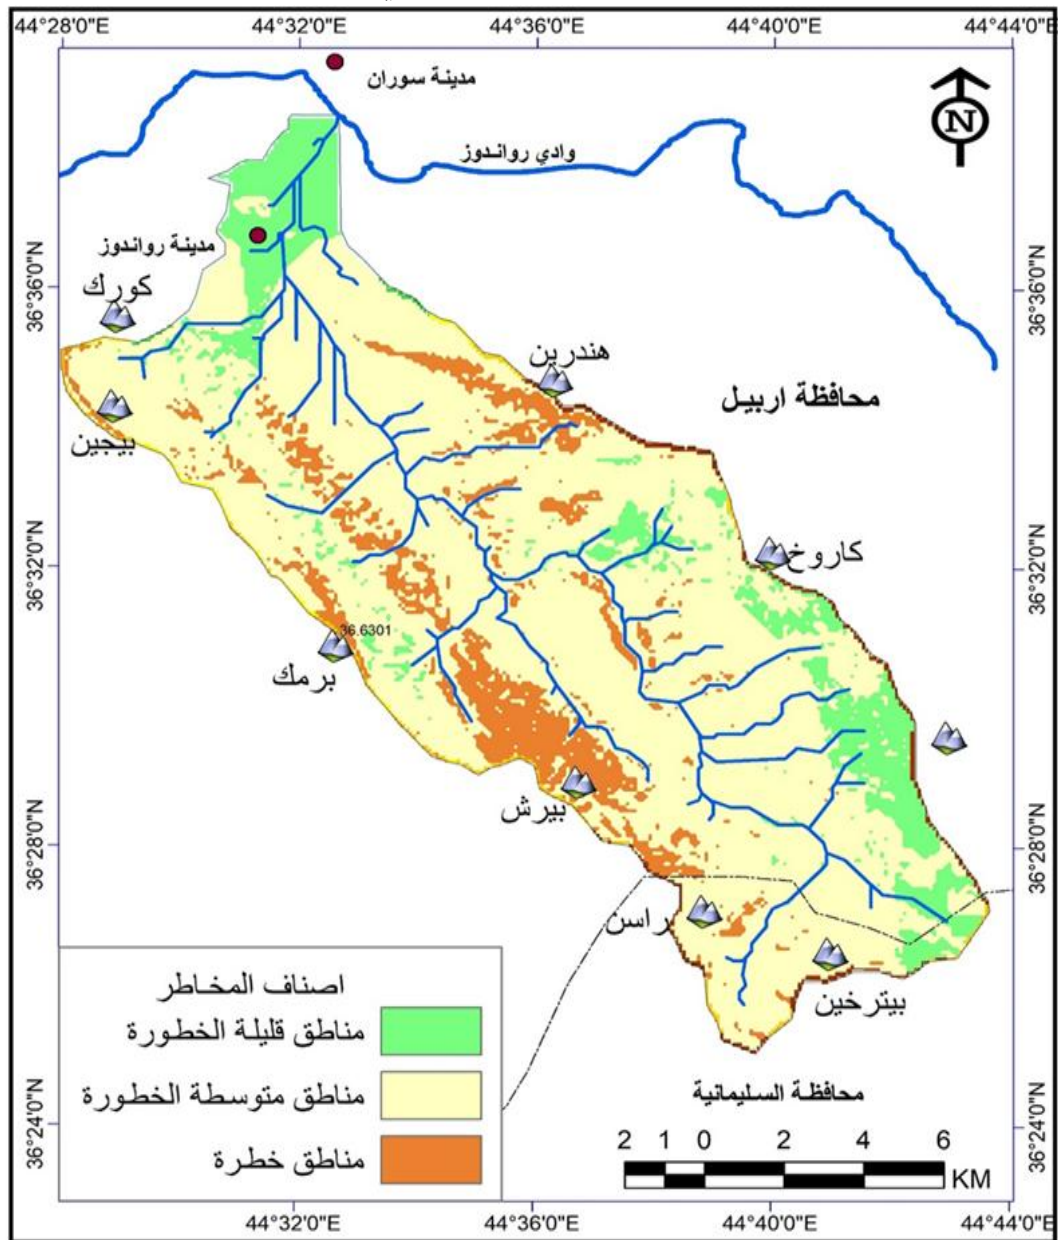 44°28'0"E 44°32'0"E 44°36'0"E 44°40'0"E 44°44'0"E
مدينة سوران
وادي رواندوز
N
مدينة رواندوز
36°36'0"N
36°36'0"N
كورك
هندرين
محافظة اربيل
بيجين
كاروخ
36°32'0"N
36°32'0"N
36.6301
برمك
بيرش
36°28'0"N
36°28'0"N
راسن
بيترخين
اصناف المخاطر
مناطق قليلة الخطورة
مناطق متوسطة الخطورة
مناطق خطرة
محافظة السليمانية
36°24'0"N
36°24'0"N
2 1 0 2 4 6
KM
44°32'0"E 44°36'0"E 44°40'0"E 44°44'0"E